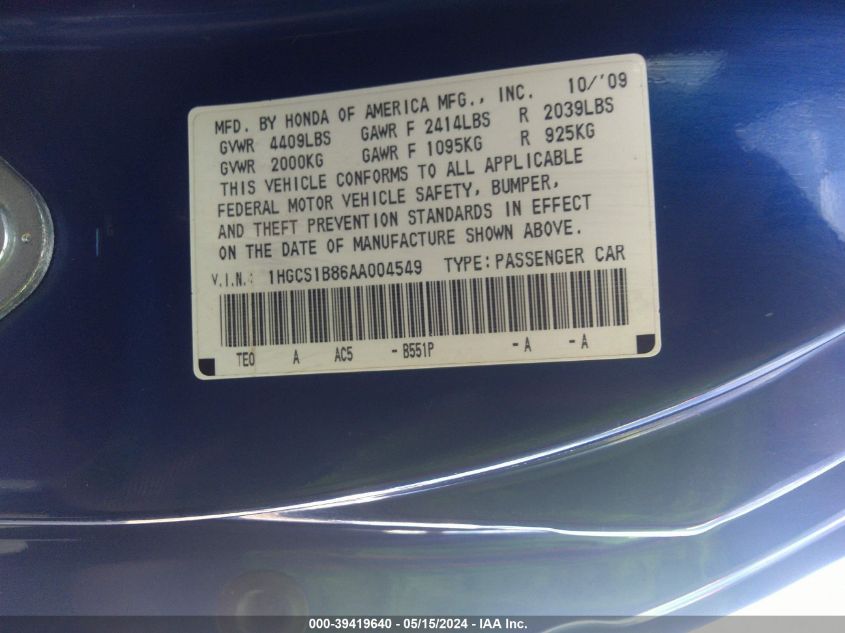 MFD. BY HONDA OF AMERICA MFG., INC. 10/'09
GVWR 4409LBS GAWR F 2414LBS R 2039LBS
GVWR 2000KG GAWR F 1095KG R 925KG
THIS VEHICLE CONFORMS TO ALL APPLICABLE
FEDERAL MOTOR VEHICLE SAFETY, BUMPER,
AND THEFT PREVENTION STANDARDS IN EFFECT
ON THE DATE OF MANUFACTURE SHOWN ABOVE.
V.I.N.: 1HGCS1B86AA004549 TYPE: PASSENGER CAR
TE0 A AC5 - B551P - A - A
000-39419640 - 05/15/2024 - IAA Inc.